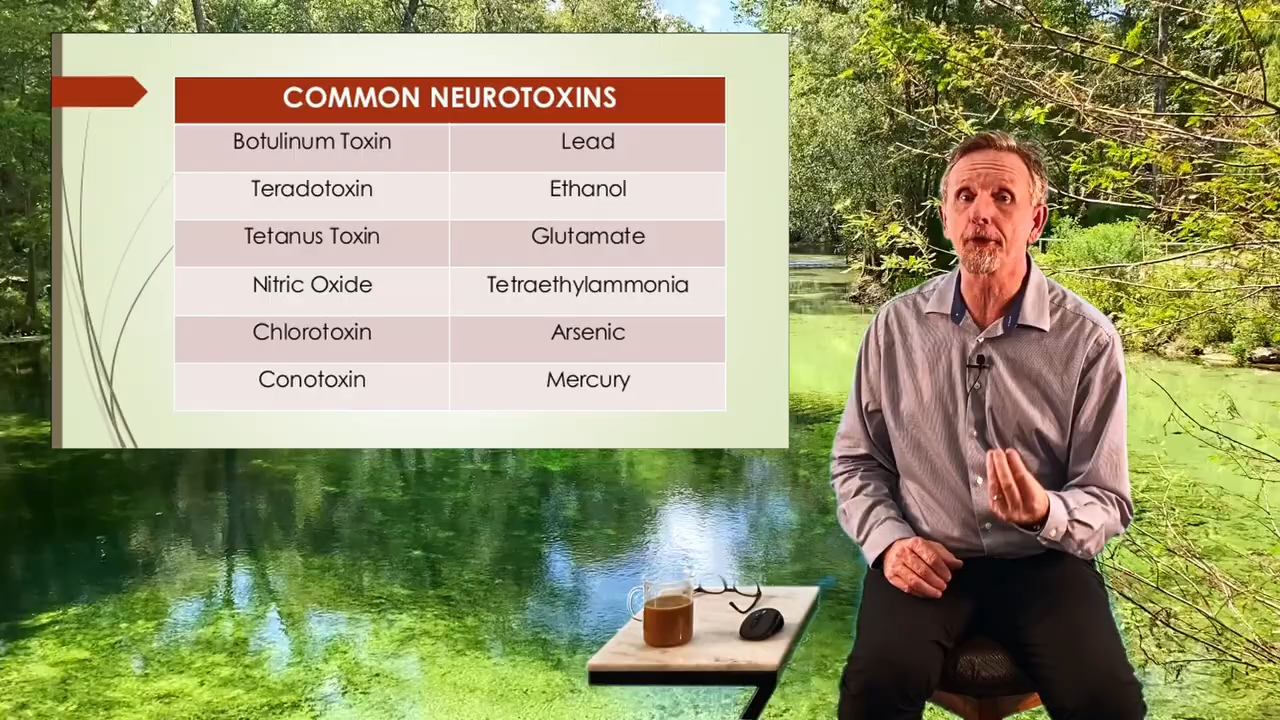 COMMON NEUROTOXINS
Botulinum Toxin Lead
Teradotoxin Ethanol
Tetanus Toxin Glutamate
Nitric Oxide Tetraethylammonia
Chlorotoxin Arsenic
Conotoxin Mercury